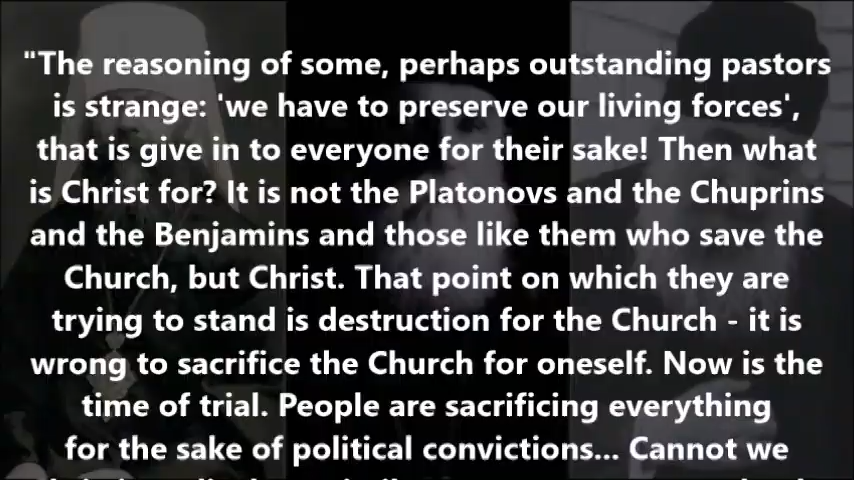 "The reasoning of some, perhaps outstanding pastors
is strange: 'we have to preserve our living forces',
that is give in to everyone for their sake! Then what
is Christ for? It is not the Platonovs and the Chuprins
and the Benjamins and those like them who save the
Church, but Christ. That point on which they are
trying to stand is destruction for the Church - it is
wrong to sacrifice the Church for oneself. Now is the
time of trial. People are sacrificing everything
for the sake of political convictions... Cannot we